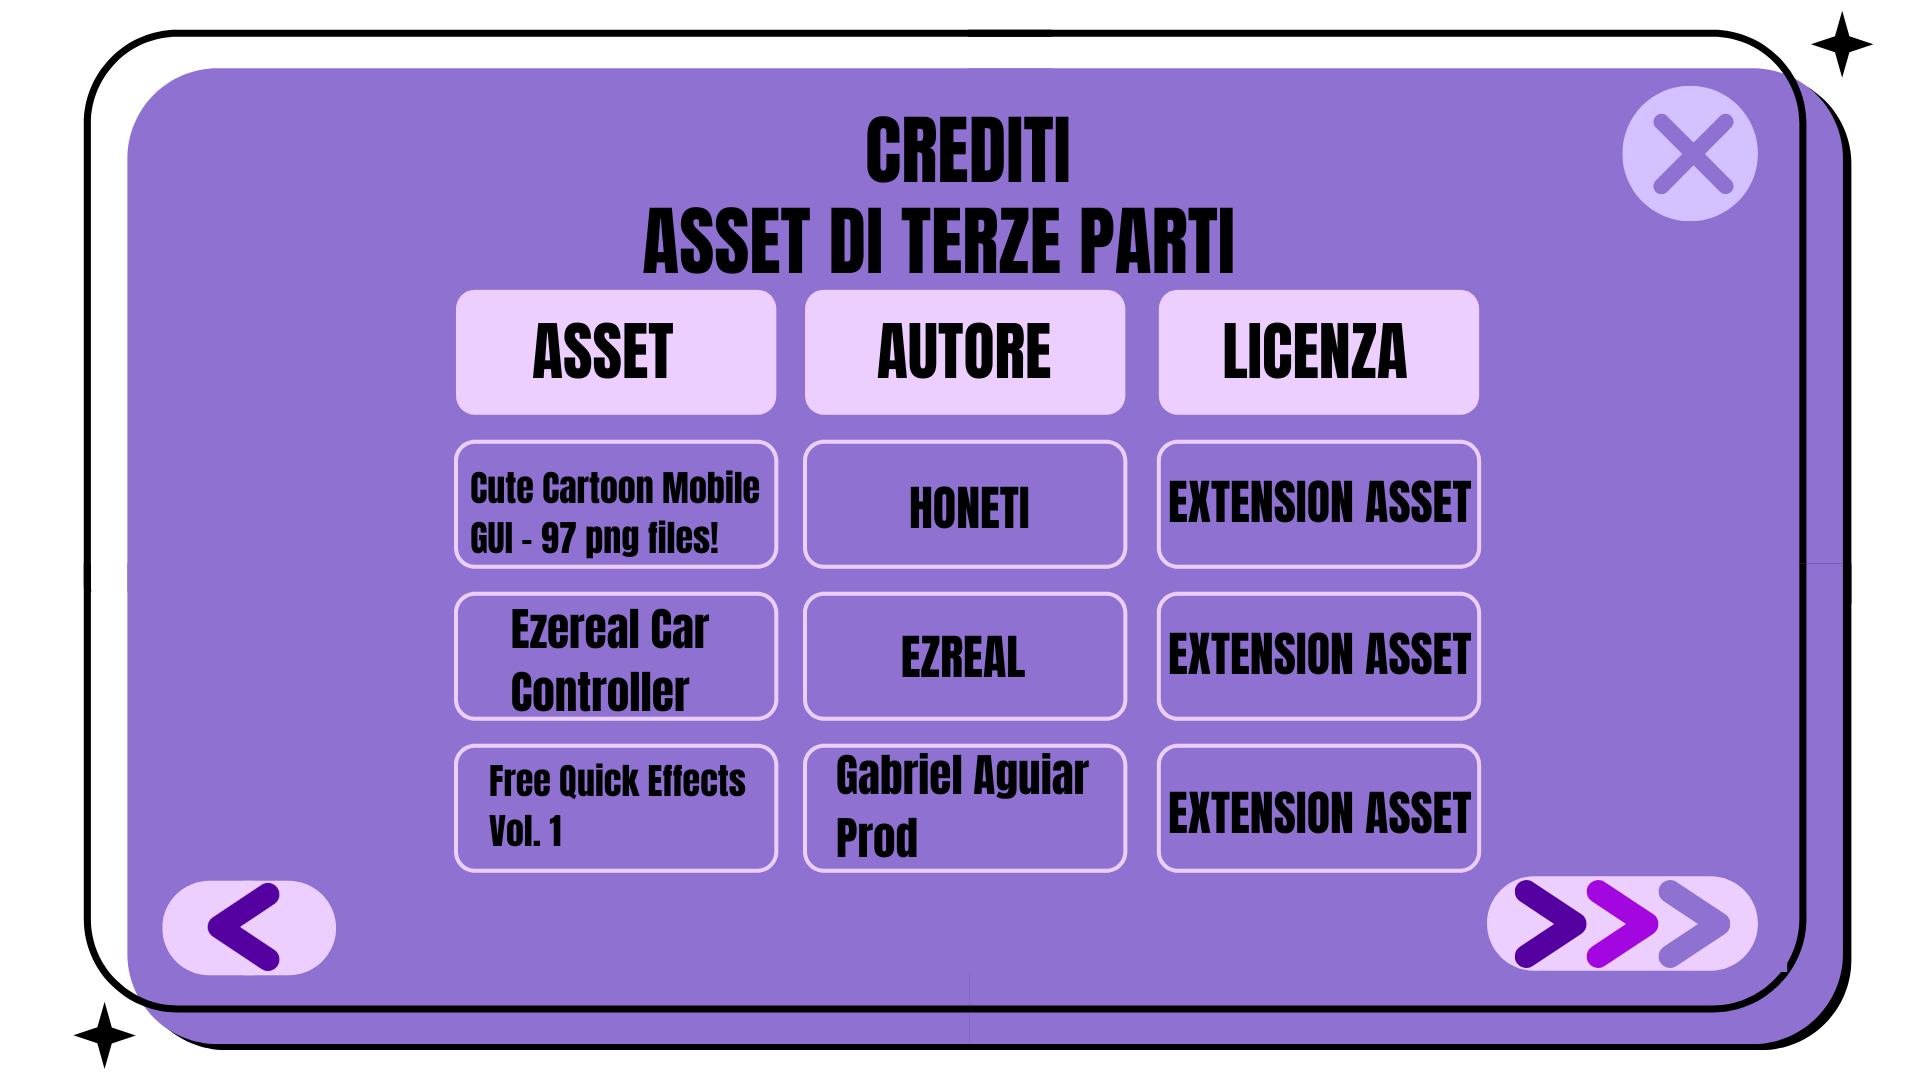 CREDITI
ASSET DI TERZE PARTI
ASSET AUTORE LICENZA
Cute Cartoon Mobile
GUI - 97 png files!
HONETI
EXTENSION ASSET
Ezereal Car
Controller
EZREAL
EXTENSION ASSET
Free Quick Effects
Vol. 1
Gabriel Aguiar
Prod
EXTENSION ASSET